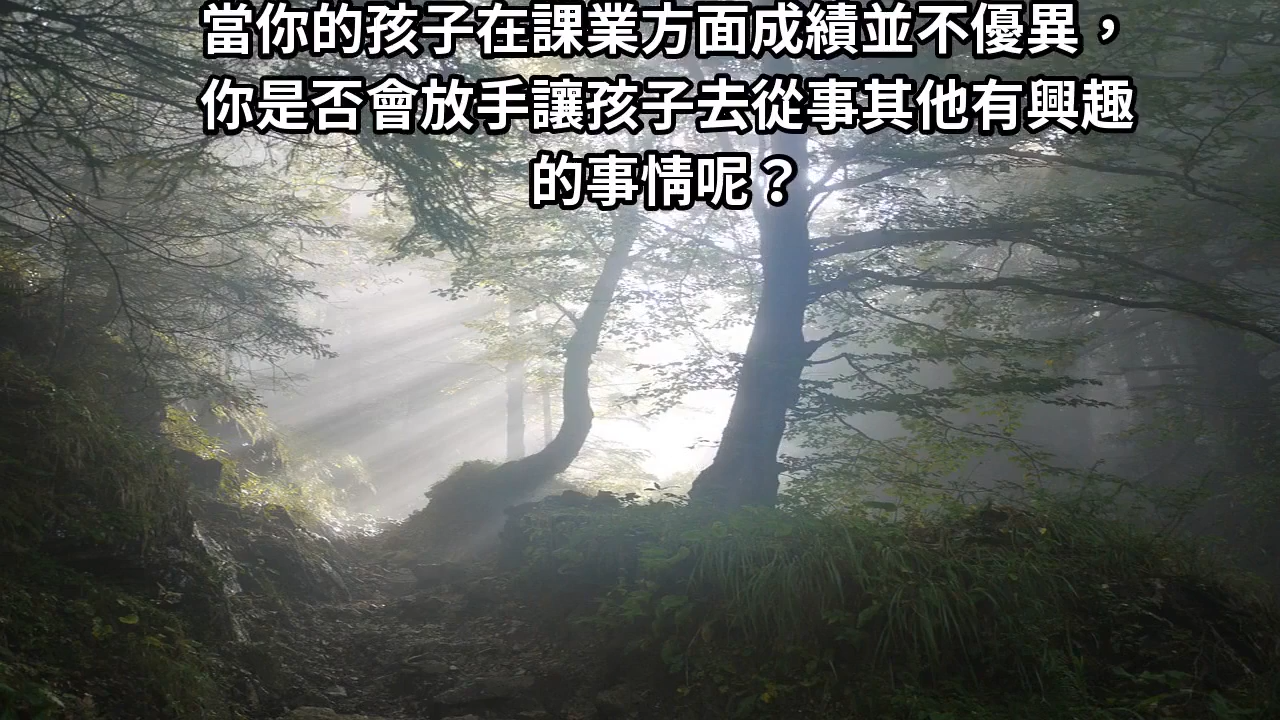 當你的孩子在課業方面成績並不優異，
你是否會放手讓孩子去從事其他有興趣
的事情呢？